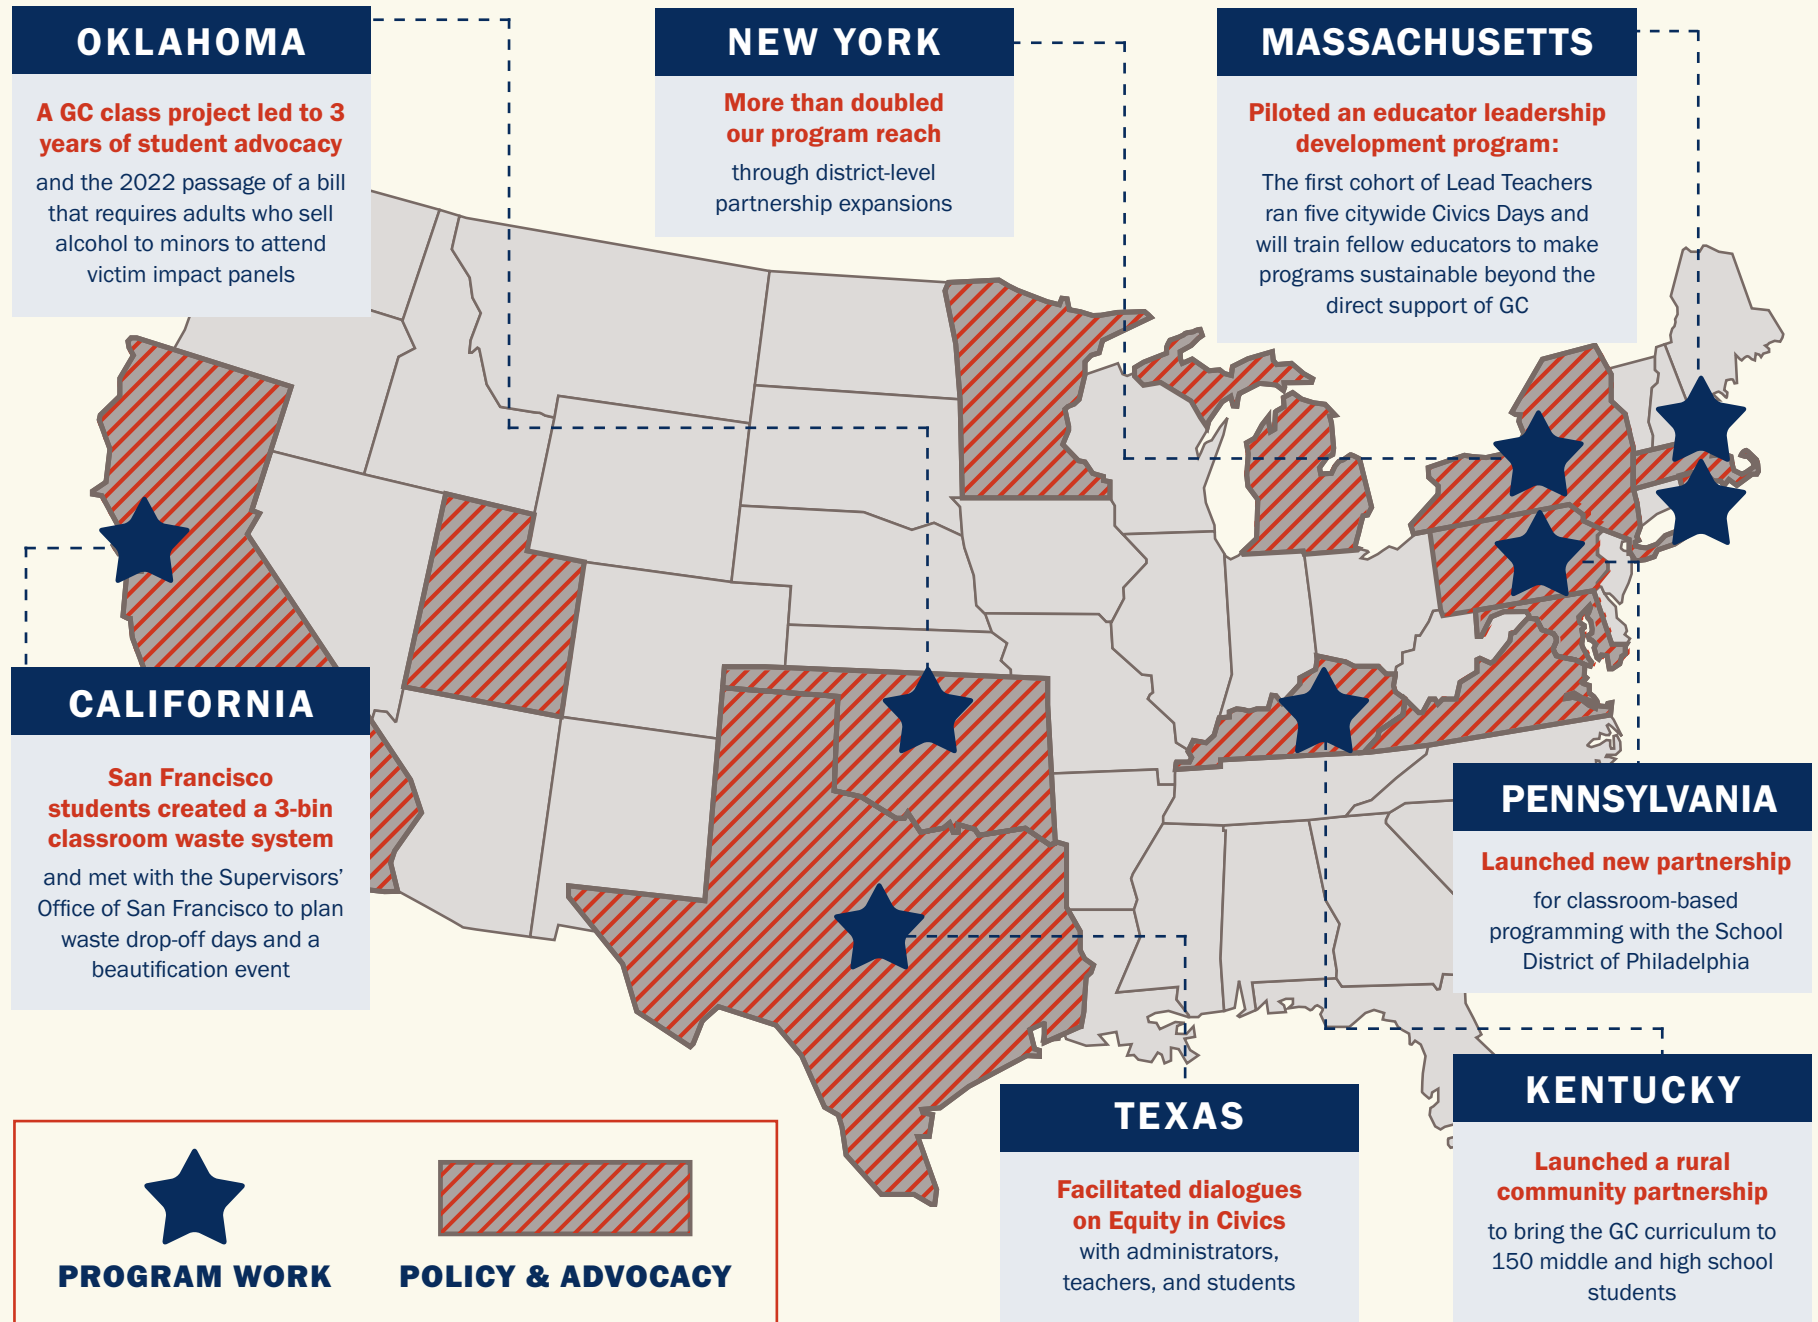 OKLAHOMA
A GC class project led to 3
years of student advocacy
and the 2022 passage of a bill
that requires adults who sell
alcohol to minors to attend
victim impact panels
NEW YORK
More than doubled
our program reach
through district-level
partnership expansions
MASSACHUSETTS
Piloted an educator leadership
development program:
The first cohort of Lead Teachers
ran five citywide Civics Days and
will train fellow educators to make
programs sustainable beyond the
direct support of GC
CALIFORNIA
San Francisco
students created a 3-bin
classroom waste system
and met with the Supervisors’
Office of San Francisco to plan
waste drop-off days and a
beautification event
PENNSYLVANIA
Launched new partnership
for classroom-based
programming with the School
District of Philadelphia
TEXAS
Facilitated dialogues
on Equity in Civics
with administrators,
teachers, and students
KENTUCKY
Launched a rural
community partnership
to bring the GC curriculum to
150 middle and high school
students
PROGRAM WORK
POLICY & ADVOCACY